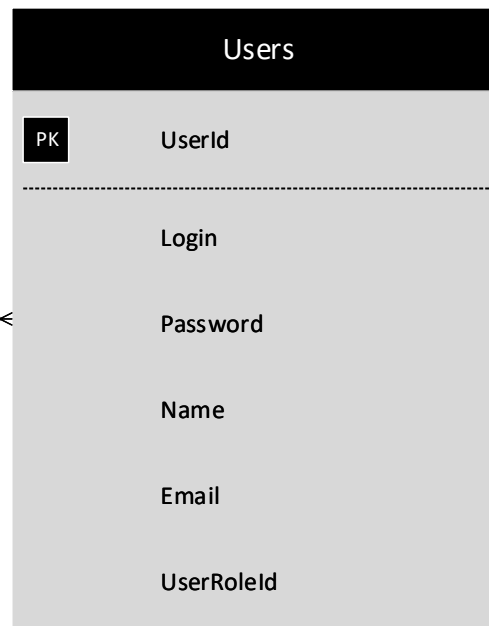 Users
PK UserId
Login
Password
Name
Email
UserRoleId